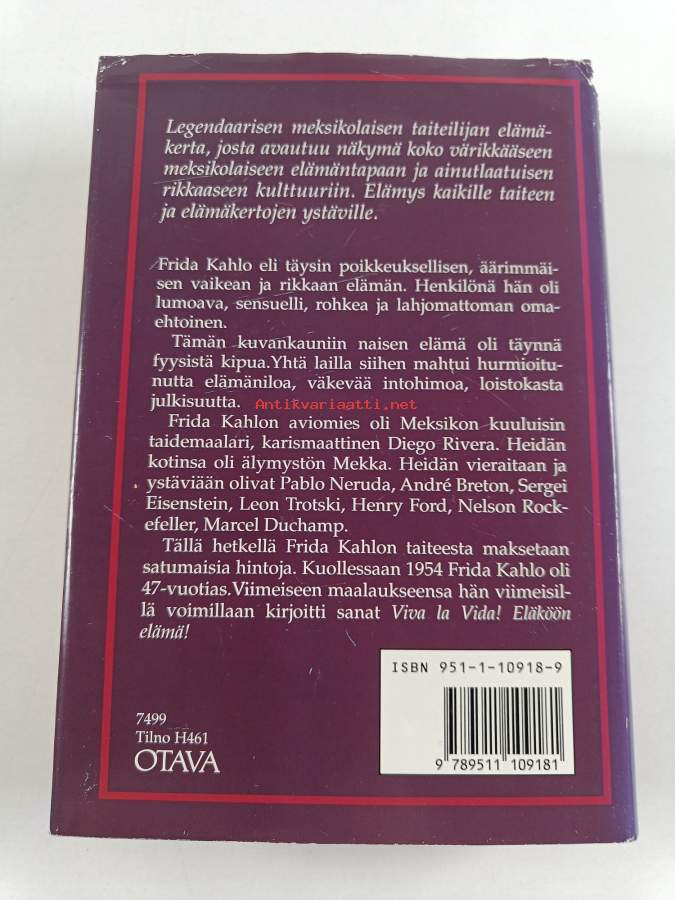 Legendaarisen meksikolaisen taiteilijan elämä-
kerta, josta avautuu näkymä koko värikkääseen
meksikolaiseen elämäntapaan ja ainutlaatuisen
rikkaaseen kulttuuriin. Elämys kaikille taiteen
ja elämäkertojen ystäville.
Frida Kahlo eli täysin poikkeuksellisen, äärimmäi-
sen vaikean ja rikkaan elämän. Henkilönä hän oli
lumoava, sensuelli, rohkea ja lahjomattoman oma-
ehtoinen.
Tämän kuvankauniin naisen elämä oli täynnä
fyysistä kipua.Yhtä lailla siihen mahtui hurmioitu-
nutta elämäniloa, väkevää intohimoa, loistokasta
julkisuutta.
Antikvariaatti.net
Frida Kahlon aviomies oli Meksikon kuuluisin
taidemaalari, karismaattinen Diego Rivera. Heidän
kotinsa oli älymystön Mekka. Heidän vieraitaan ja
ystäviään olivat Pablo Neruda, André Breton, Sergei
Eisenstein, Leon Trotski, Henry Ford, Nelson Rock-
efeller, Marcel Duchamp.
Tällä hetkellä Frida Kahlon taiteesta maksetaan
satumaisia hintoja. Kuollessaan 1954 Frida Kahlo oli
47-vuotias.Viimeiseen maalaukseensa hän viimeisil-
lä voimillaan kirjoitti sanat Viva la Vida! Eläköön
elämä!
ISBN 951-1-10918-9
9 789511 109181
7499
Tilno H461
OTAVA